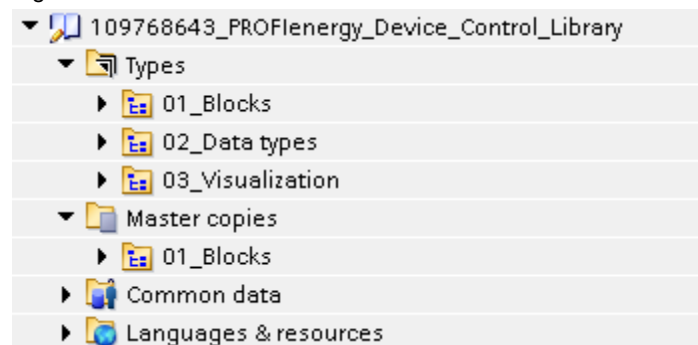 109768643_PROFIenergy_Device_Control_Library
Types
01_Blocks
02_Data types
03_Visualization
Master copies
01_Blocks
Common data
Languages & resources